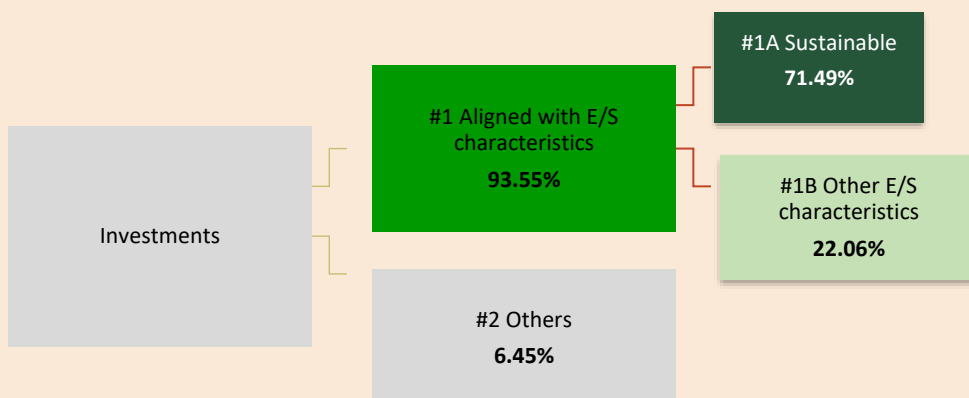 Investments
#1 Aligned with E/S
characteristics
93.55%
#2 Others
6.45%
#1A Sustainable
71.49%
#1B Other E/S
characteristics
22.06%